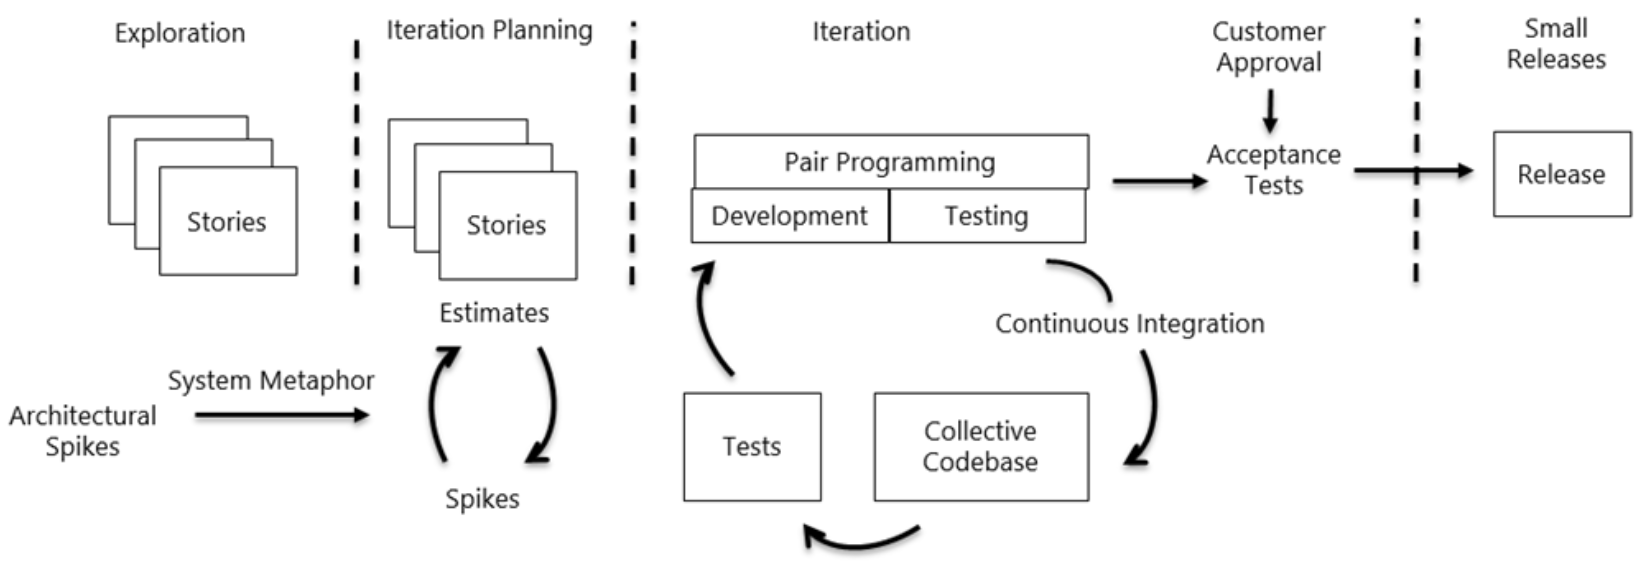 Exploration
Iteration Planning
Iteration
Customer
Approval
Small
Releases
Stories
Stories
Pair Programming
Development
Testing
Acceptance
Tests
Release
Estimates
Continuous Integration
System Metaphor
Architectural
Spikes
Spikes
Tests
Collective
Codebase